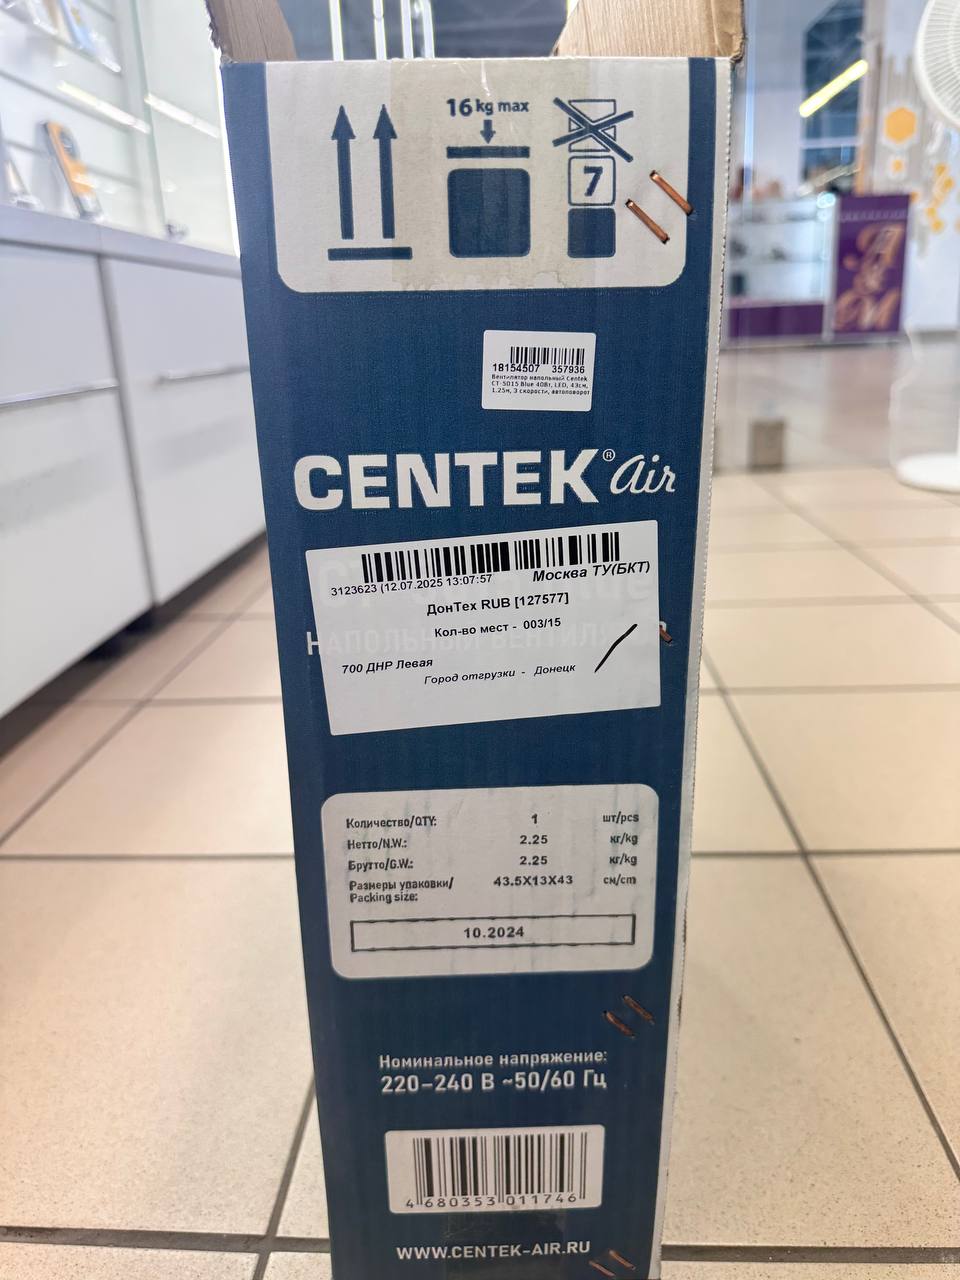 16 kg max
7
18154507 357936
Вентилятор напольный Centek
CT-5015 Blue 40Вт, LED, 43см,
1.25м, 3 скорости, автоповорот
CENTEK® air
3123623 (12.07.2025 13:07:57
Москва ТУ(БКТ)
ДонТех RUB [127577]
Кол-во мест - 003/15
700 ДНР Левая
Город отгрузки - Донецк
Количество/QTY: 1 шт/pcs
Нетто/N.W.: 2.25 кг/kg
Брутто/G.W.: 2.25 кг/kg
Размеры упаковки/ 43.5X13X43 см/cm
Packing size:
10.2024
Номинальное напряжение:
220–240 В ~50/60 Гц
4 680353 011746
WWW.CENTEK-AIR.RU